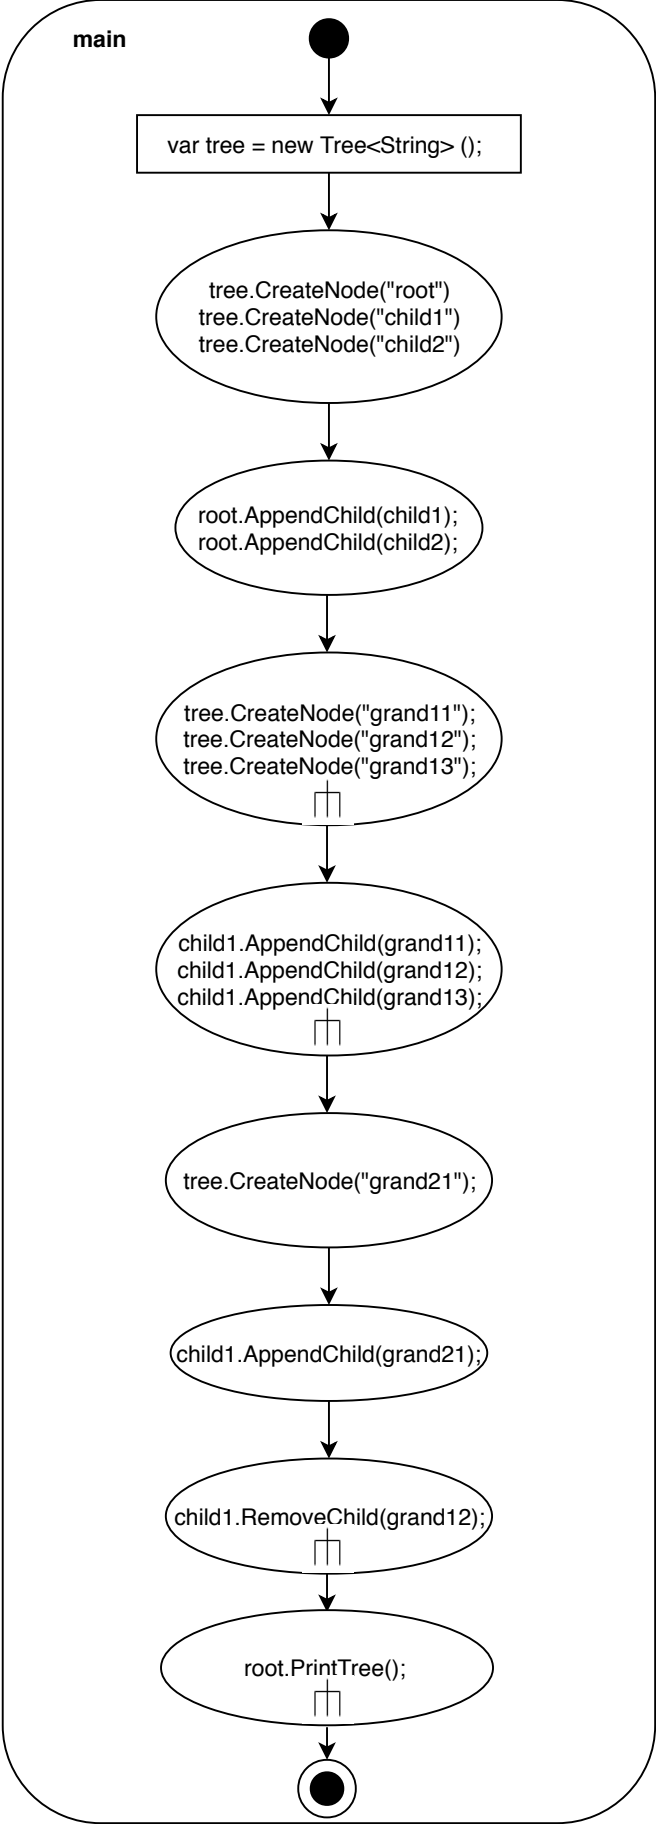 main
var tree = new Tree<String> ();
tree.CreateNode("root")
tree.CreateNode("child1")
tree.CreateNode("child2")
root.AppendChild(child1);
root.AppendChild(child2);
tree.CreateNode("grand11");
tree.CreateNode("grand12");
tree.CreateNode("grand13");
child1.AppendChild(grand11);
child1.AppendChild(grand12);
child1.AppendChild(grand13);
tree.CreateNode("grand21");
child1.AppendChild(grand21);
child1.RemoveChild(grand12);
root.PrintTree();